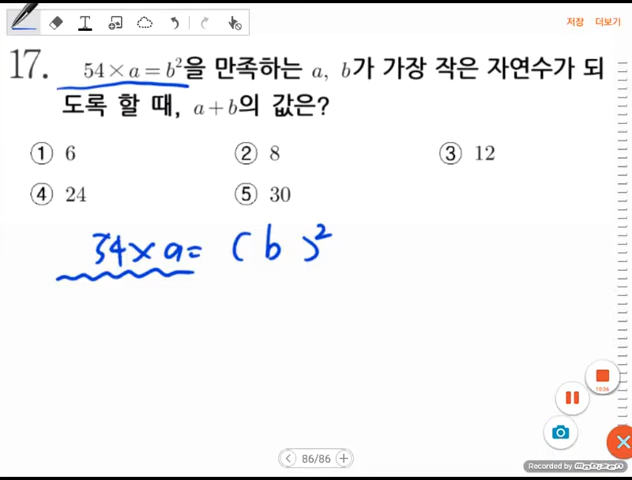 저장 더보기
17. 54×a=b²을 만족하는 a, b가 가장 작은 자연수가 되
도록 할 때, a+b의 값은?
① 6 ② 8 ③ 12
④ 24 ⑤ 30
54×a= ( b )²
86/86
Recorded by Mobizen